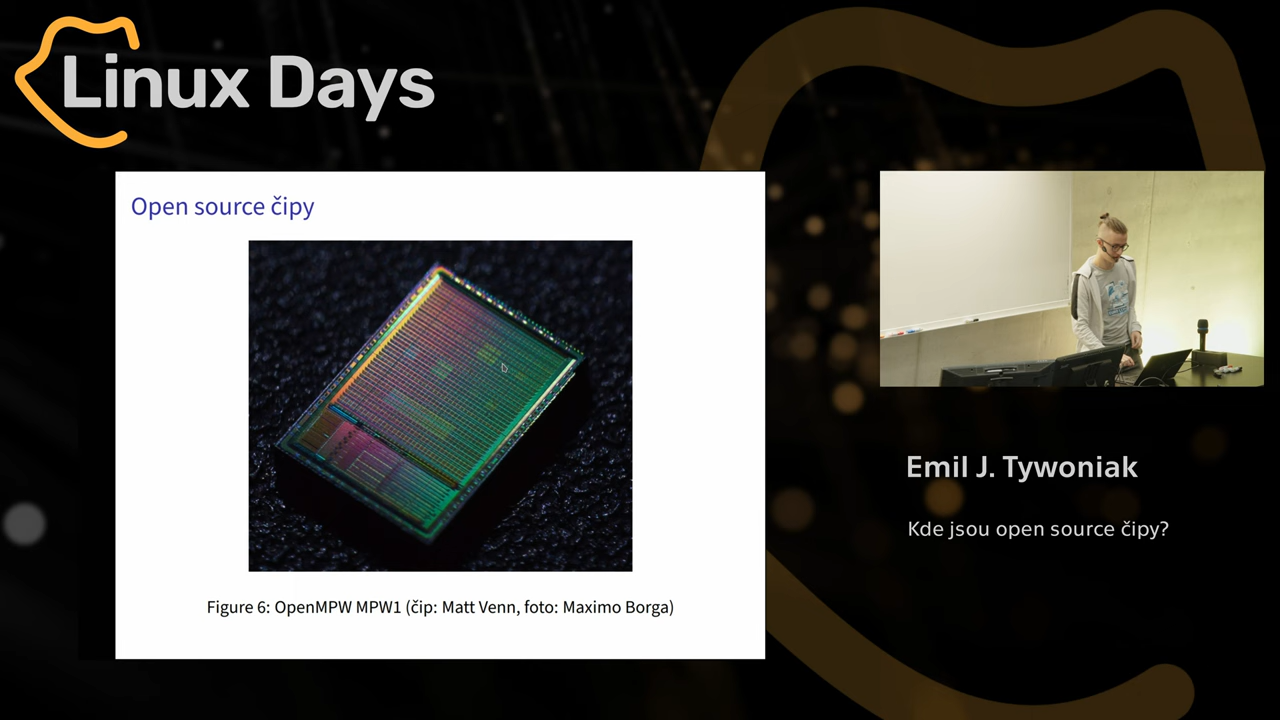 Linux Days
Open source čipy
Figure 6: OpenMPW MPW1 (čip: Matt Venn, foto: Maximo Borga)
Emil J. Tywoniak
Kde jsou open source čipy?